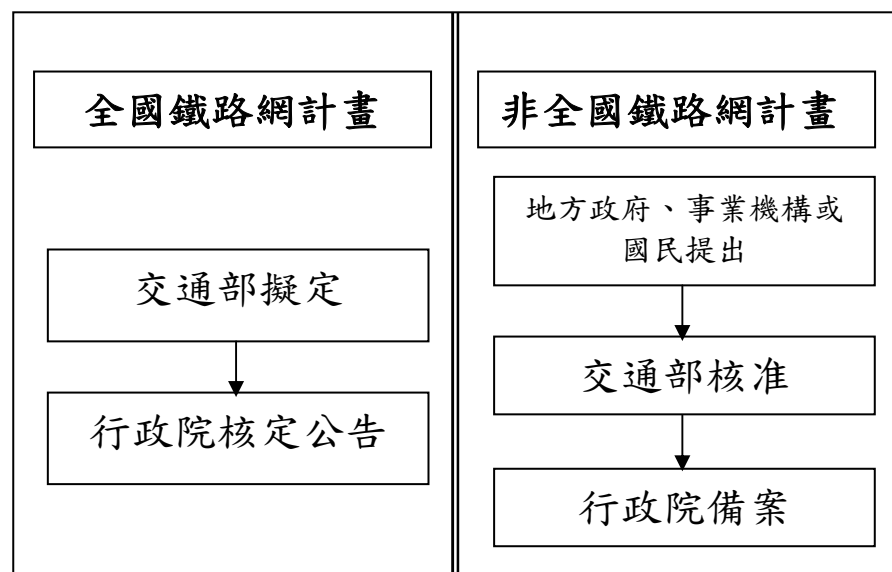 全國鐵路網計畫
交通部擬定
行政院核定公告
非全國鐵路網計畫
地方政府、事業機構或
國民提出
交通部核准
行政院備案